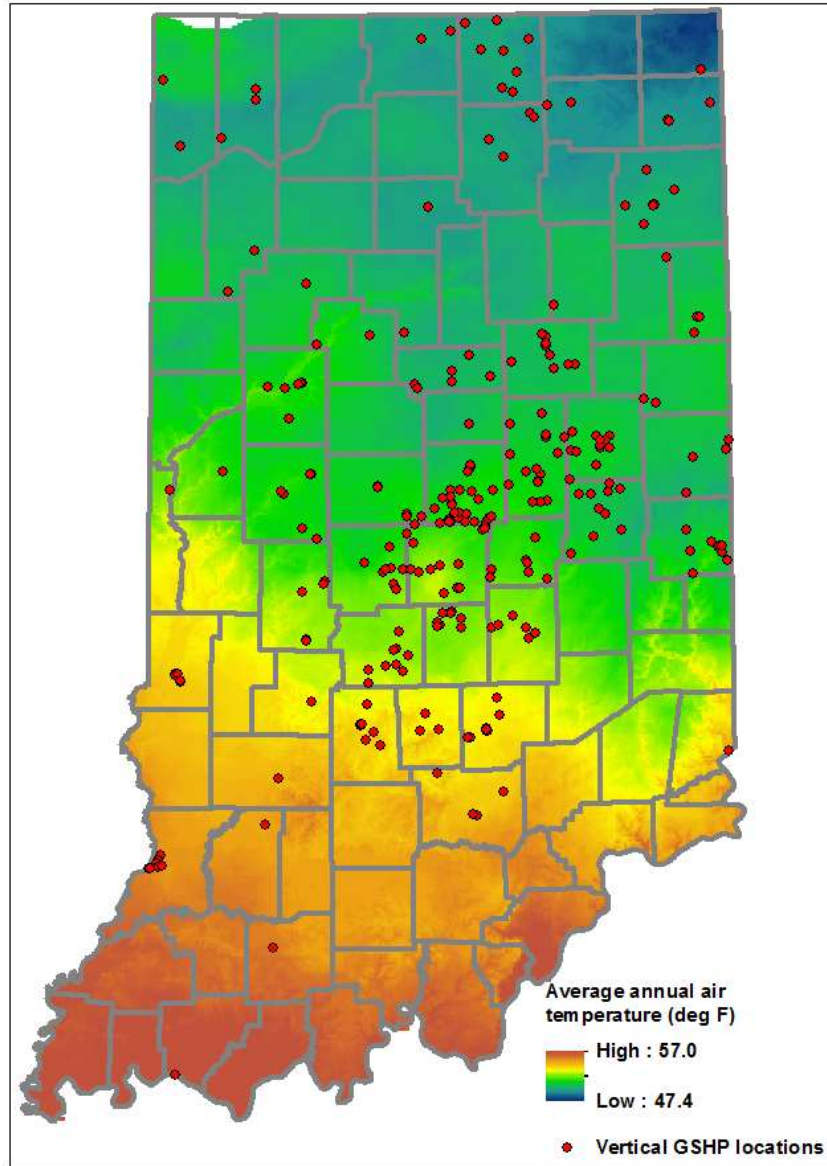 Average annual air
temperature (deg F)
High : 57.0
Low : 47.4
Vertical GSHP locations